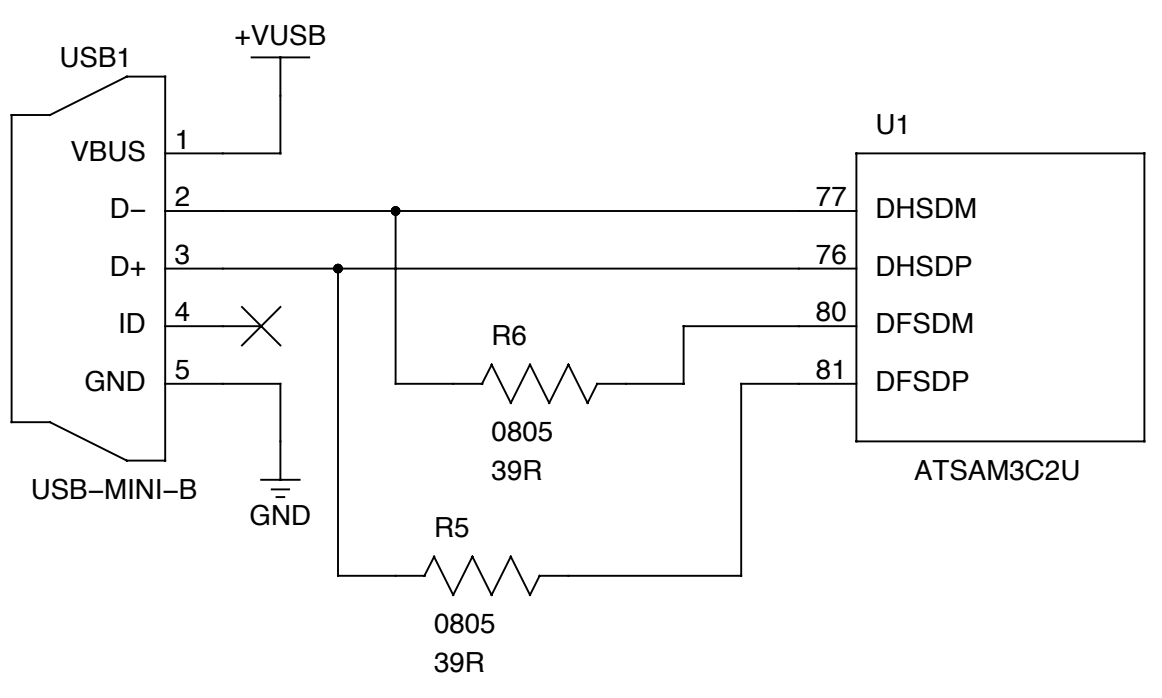 +VUSB
USB1
U1
VBUS 1
D− 2 77 DHSDM
D+ 3 76 DHSDP
ID 4 80 DFSDM
R6
GND 5 81 DFSDP
0805
39R
ATSAM3C2U
USB−MINI−B
GND
R5
0805
39R